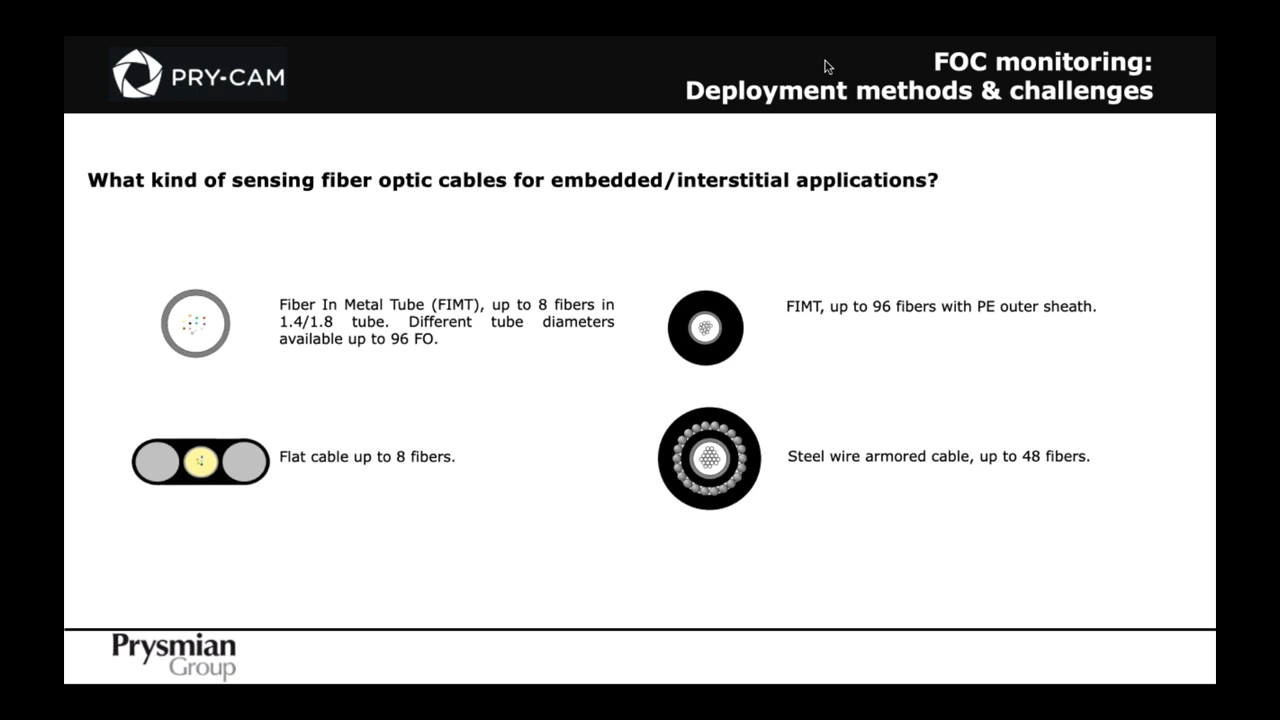 PRY-CAM
FOC monitoring:
Deployment methods & challenges
What kind of sensing fiber optic cables for embedded/interstitial applications?
Fiber In Metal Tube (FIMT), up to 8 fibers in
1.4/1.8 tube. Different tube diameters
available up to 96 FO.
FIMT, up to 96 fibers with PE outer sheath.
Flat cable up to 8 fibers.
Steel wire armored cable, up to 48 fibers.
Prysmian
Group